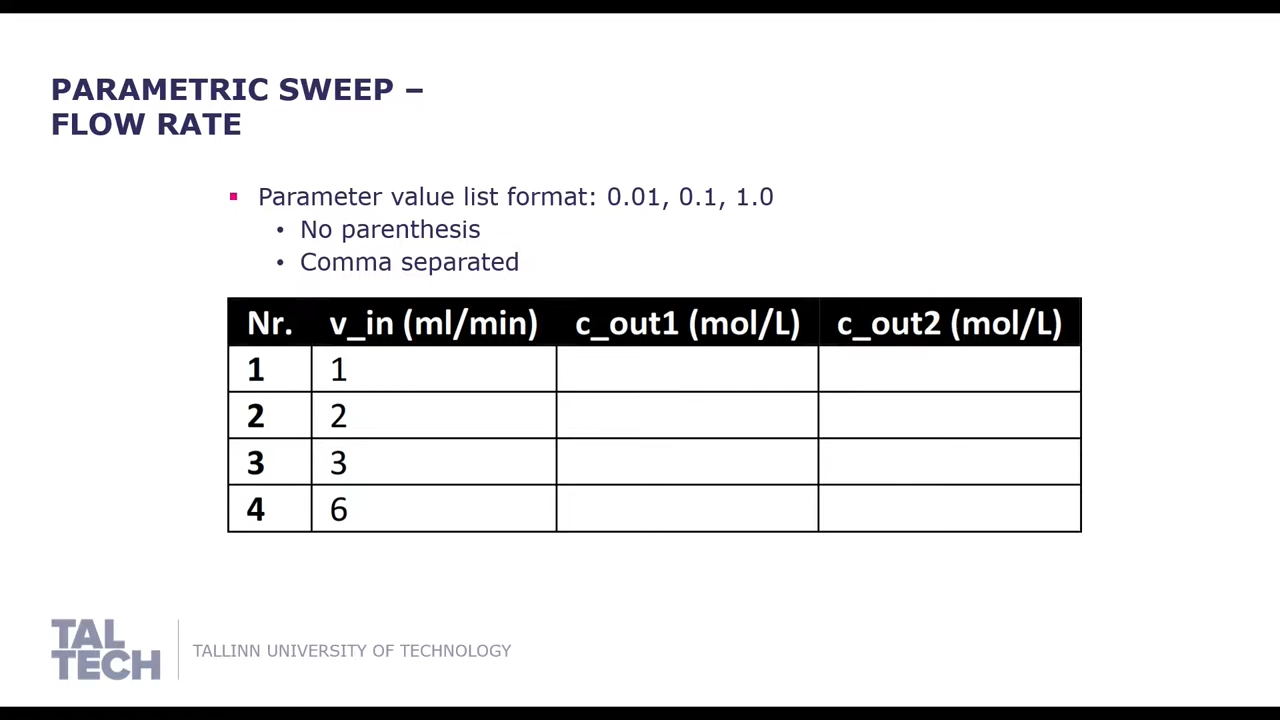 PARAMETRIC SWEEP –
FLOW RATE
▪ Parameter value list format: 0.01, 0.1, 1.0
• No parenthesis
• Comma separated
Nr. v_in (ml/min) c_out1 (mol/L) c_out2 (mol/L)
1 1
2 2
3 3
4 6
TAL
TECH
TALLINN UNIVERSITY OF TECHNOLOGY